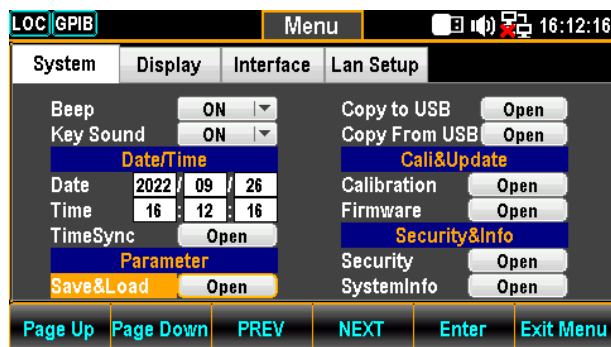 LOC GPIB Menu 16:12:16
System Display Interface Lan Setup
Beep ON
Key Sound ON
Date/Time
Date 2022 / 09 / 26
Time 16 : 12 : 16
TimeSync Open
Parameter
Save&Load Open
Copy to USB Open
Copy From USB Open
Cali&Update
Calibration Open
Firmware Open
Security&Info
Security Open
SystemInfo Open
Page Up Page Down PREV NEXT Enter Exit Menu